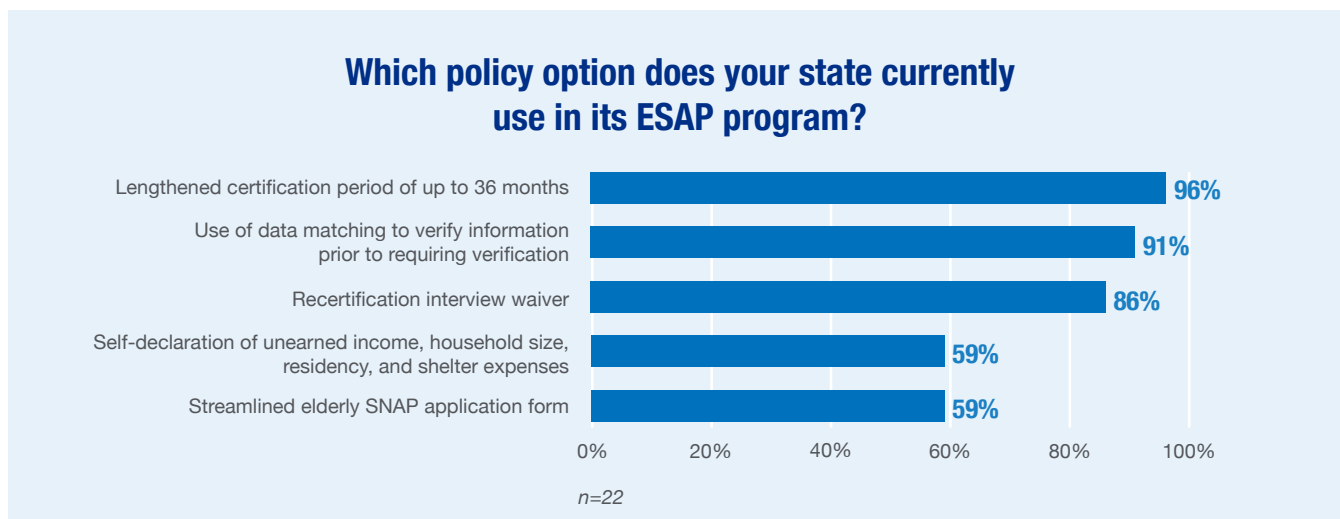 Which policy option does your state currently
use in its ESAP program?
Lengthened certification period of up to 36 months
96%
Use of data matching to verify information
prior to requiring verification
91%
Recertification interview waiver
86%
Self-declaration of unearned income, household size,
residency, and shelter expenses
59%
Streamlined elderly SNAP application form
59%
0% 20% 40% 60% 80% 100%
n=22